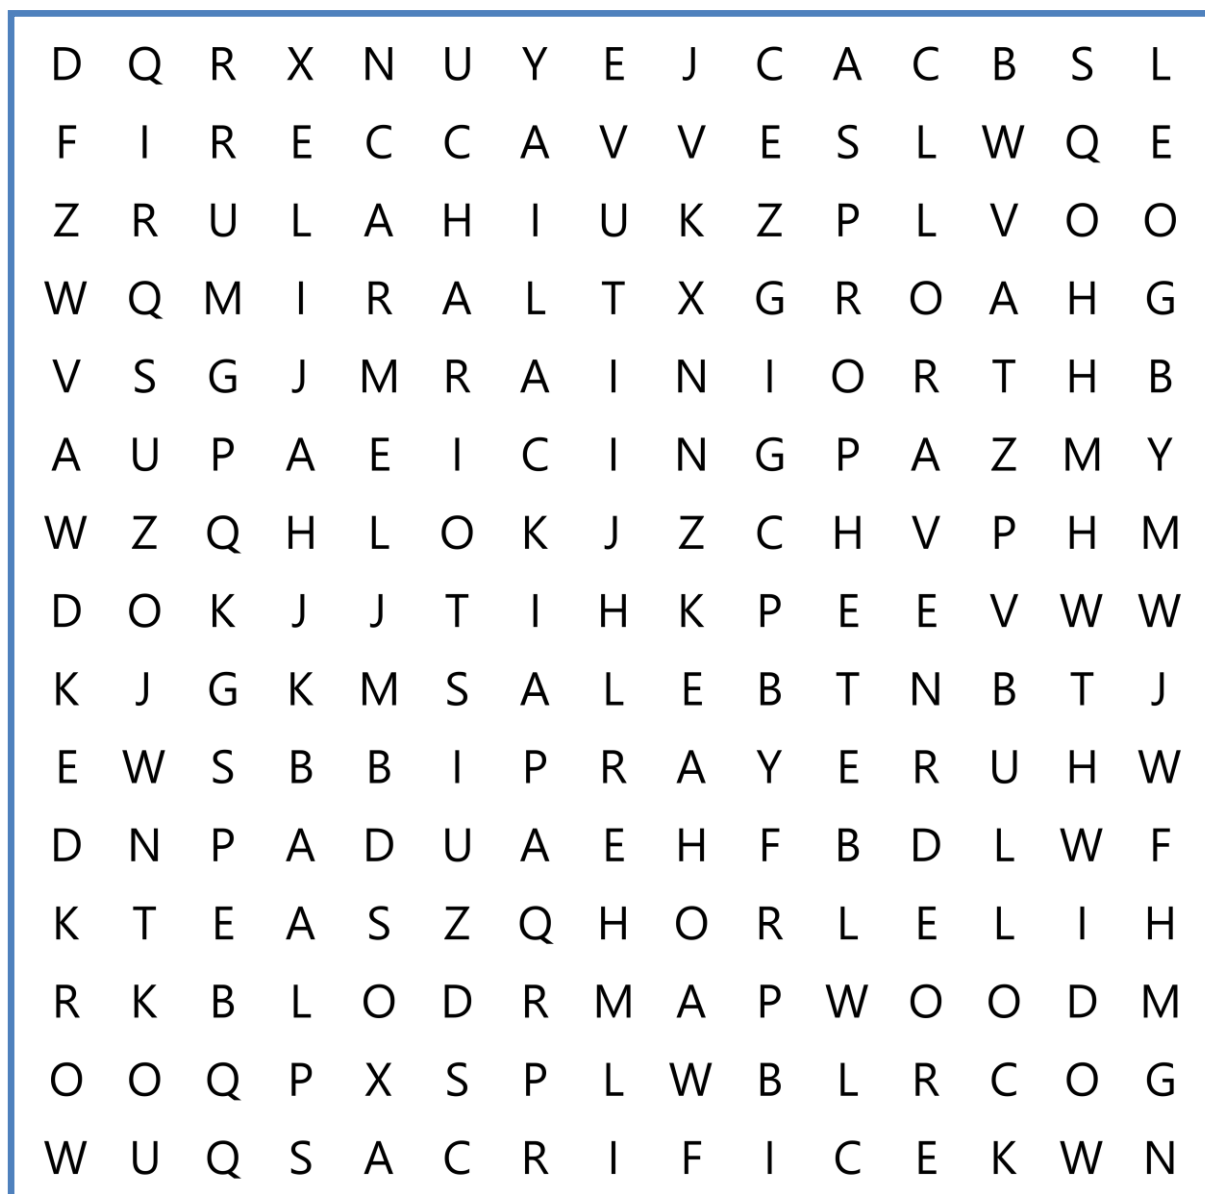 D Q R X N U Y E J C A C B S L
F I R E C C A V V E S L W Q E
Z R U L A H I U K Z P L V O O
W Q M I R A L T X G R O A H G
V S G J M R A I N I O R T H B
A U P A E I C I N G P A Z M Y
W Z Q H L O K J Z C H V P H M
D O K J J T I H K P E E V W W
K J G K M S A L E B T N B T J
E W S B B I P R A Y E R U H W
D N P A D U A E H F B D L W F
K T E A S Z Q H O R L E L I H
R K B L O D R M A P W O O D M
O O Q P X S P L W B L R C O G
W U Q S A C R I F I C E K W N